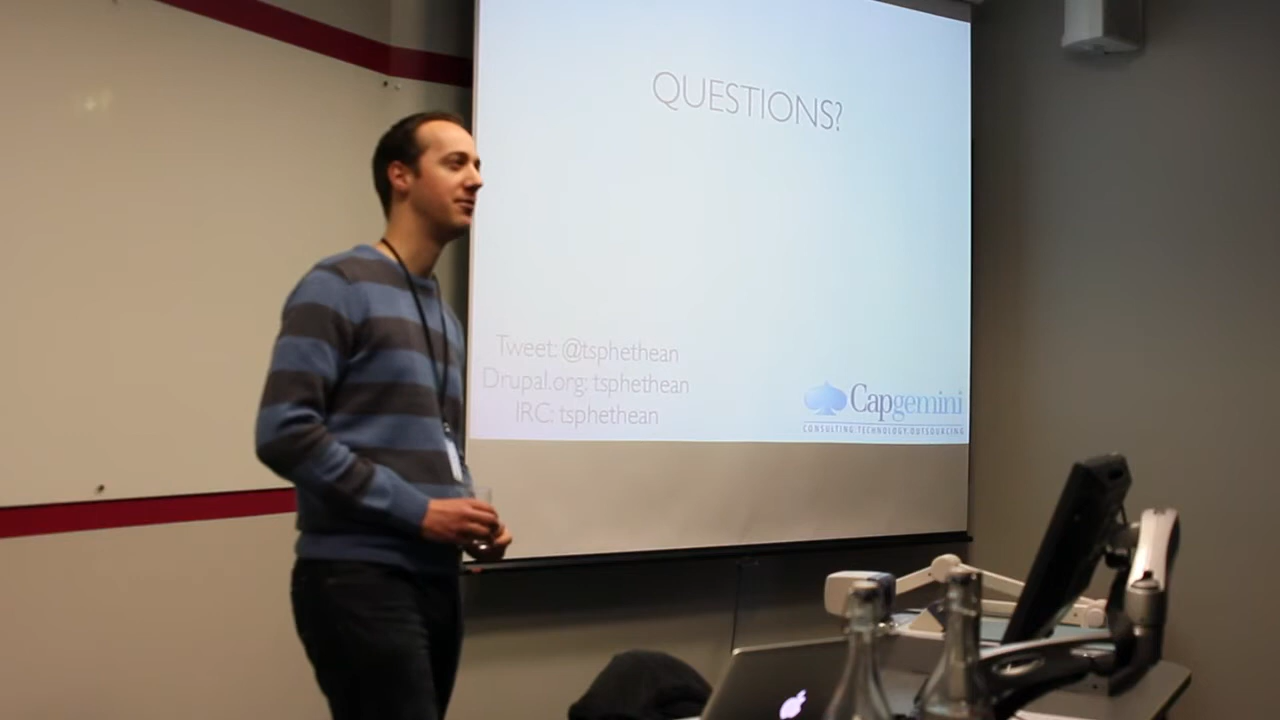 QUESTIONS?
Tweet: @tsphethean
Drupal.org: tsphethean
IRC: tsphethean
Capgemini
CONSULTING.TECHNOLOGY.OUTSOURCING